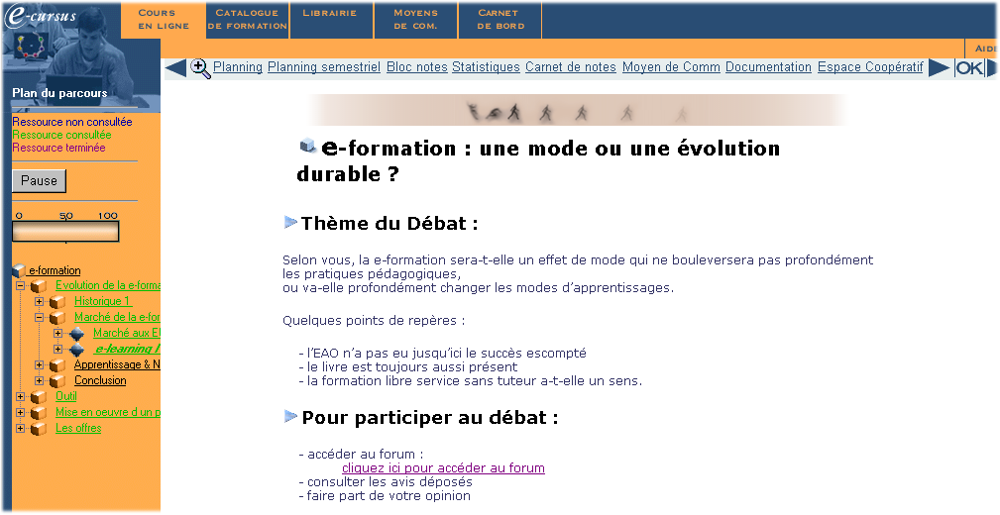 e-cursus
COURS
EN LIGNE
CATALOGUE
DE FORMATION
LIBRAIRIE
MOYENS
DE COM.
CARNET
DE BORD
AIDE
Planning Planning semestriel Bloc notes Statistiques Carnet de notes Moyen de Comm Documentation Espace Coopératif OK
Plan du parcours
Ressource non consultée
Ressource consultée
Ressource terminée
Pause
0 50 100
e-formation
Evolution de la e-forma
Historique 1
Marché de la e-for
Marché aux E
e-learning
Apprentissage & N
Conclusion
Outil
Mise en oeuvre d un p
Les offres
e-formation : une mode ou une évolution
durable ?
Thème du Débat :
Selon vous, la e-formation sera-t-elle un effet de mode qui ne bouleversera pas profondément
les pratiques pédagogiques,
ou va-elle profondément changer les modes d’apprentissages.
Quelques points de repères :
- l’EAO n’a pas eu jusqu’ici le succès escompté
- le livre est toujours aussi présent
- la formation libre service sans tuteur a-t-elle un sens.
Pour participer au débat :
- accéder au forum :
cliquez ici pour accéder au forum
- consulter les avis déposés
- faire part de votre opinion